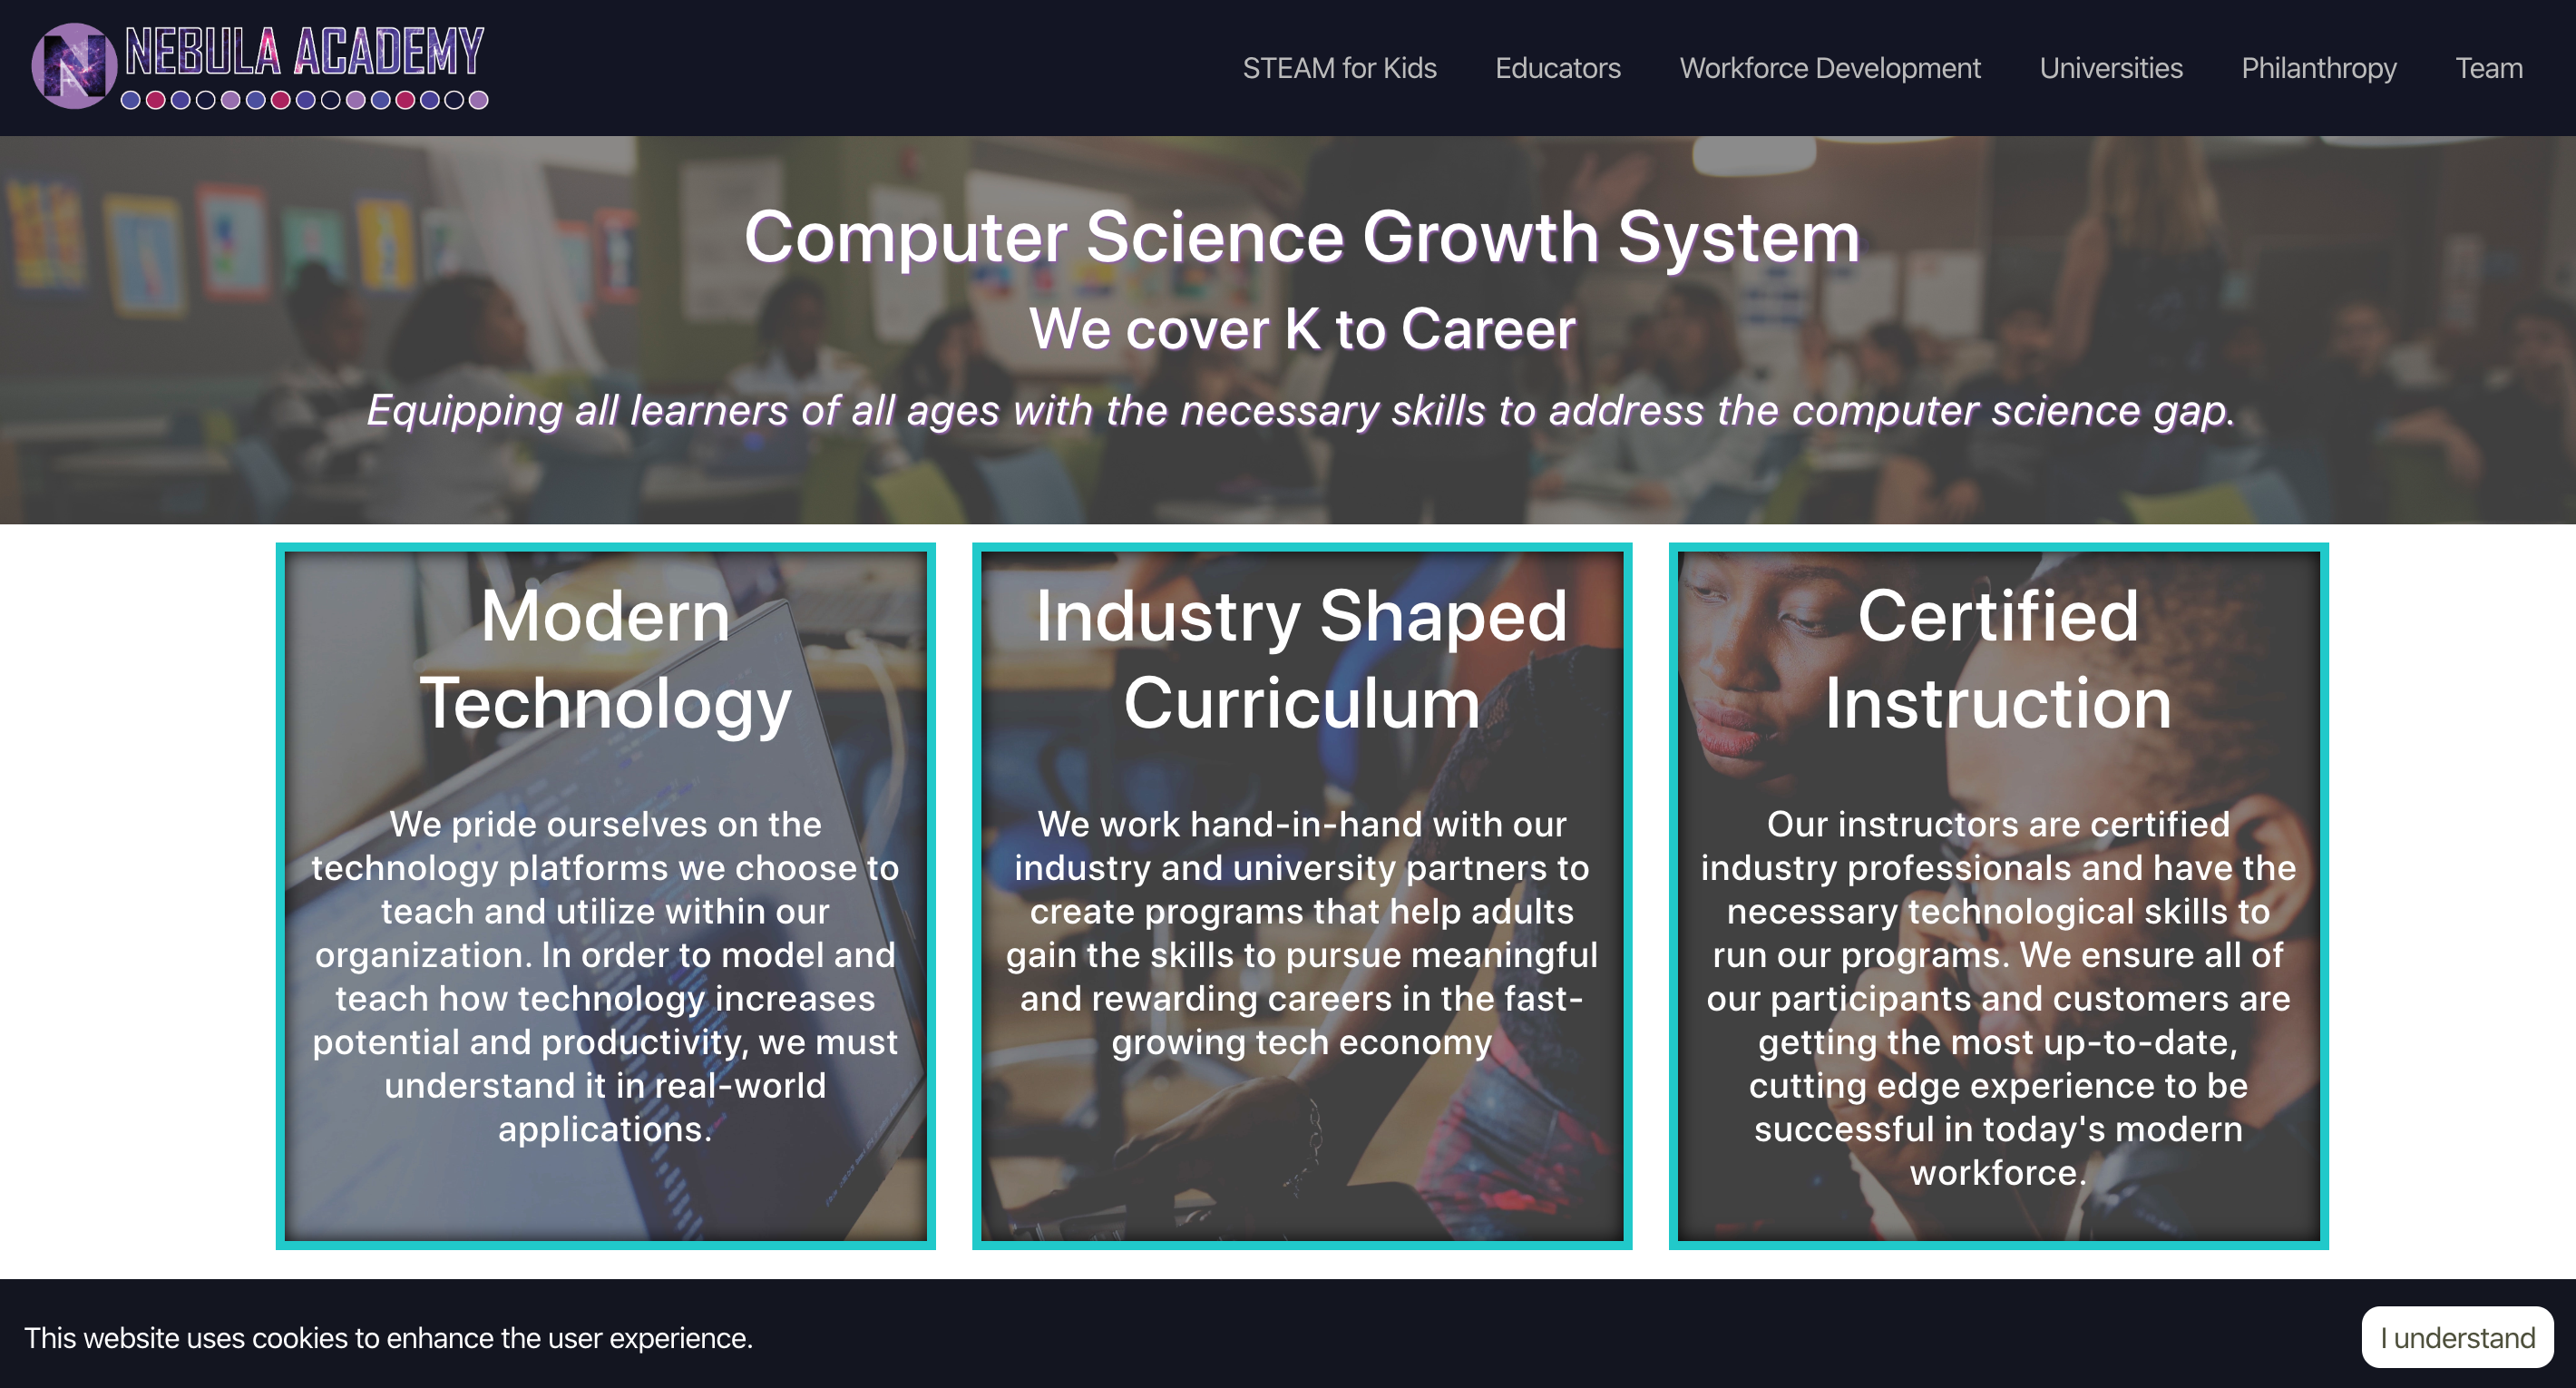 NEBULA ACADEMY
STEAM for Kids
Educators
Workforce Development
Universities
Philanthropy
Team
Computer Science Growth System
We cover K to Career
Equipping all learners of all ages with the necessary skills to address the computer science gap.
Modern
Technology
We pride ourselves on the
technology platforms we choose to
teach and utilize within our
organization. In order to model and
teach how technology increases
potential and productivity, we must
understand it in real-world
applications.
Industry Shaped
Curriculum
We work hand-in-hand with our
industry and university partners to
create programs that help adults
gain the skills to pursue meaningful
and rewarding careers in the fast-
growing tech economy
Certified
Instruction
Our instructors are certified
industry professionals and have the
necessary technological skills to
run our programs. We ensure all of
our participants and customers are
getting the most up-to-date,
cutting edge experience to be
successful in today's modern
workforce.
This website uses cookies to enhance the user experience.
I understand